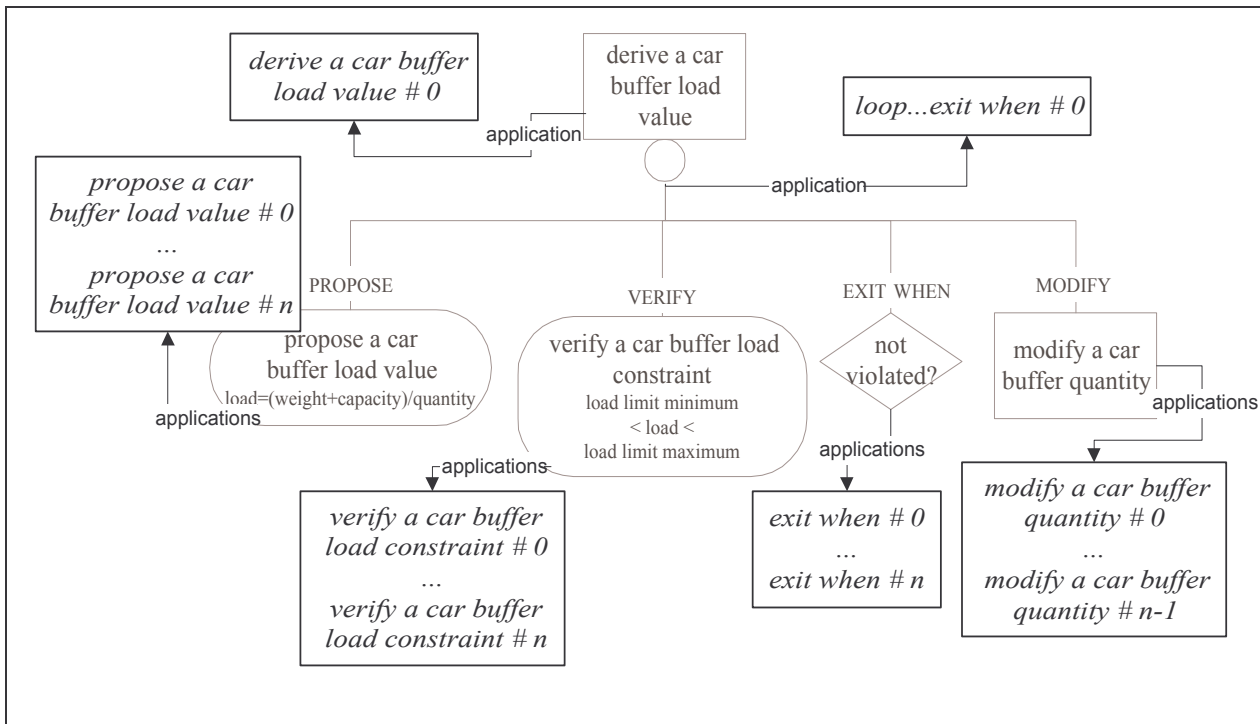 derive a car buffer
load value # 0
application
derive a car
buffer load
value
loop...exit when # 0
application
propose a car
buffer load value # 0
...
propose a car
buffer load value # n
applications
PROPOSE
propose a car
buffer load value
load=(weight+capacity)/quantity
VERIFY
verify a car buffer load
constraint
load limit minimum
< load <
load limit maximum
applications
EXIT WHEN
not
violated?
applications
MODIFY
modify a car
buffer quantity
applications
verify a car buffer
load constraint # 0
...
verify a car buffer
load constraint # n
exit when # 0
...
exit when # n
modify a car buffer
quantity # 0
...
modify a car buffer
quantity # n-1